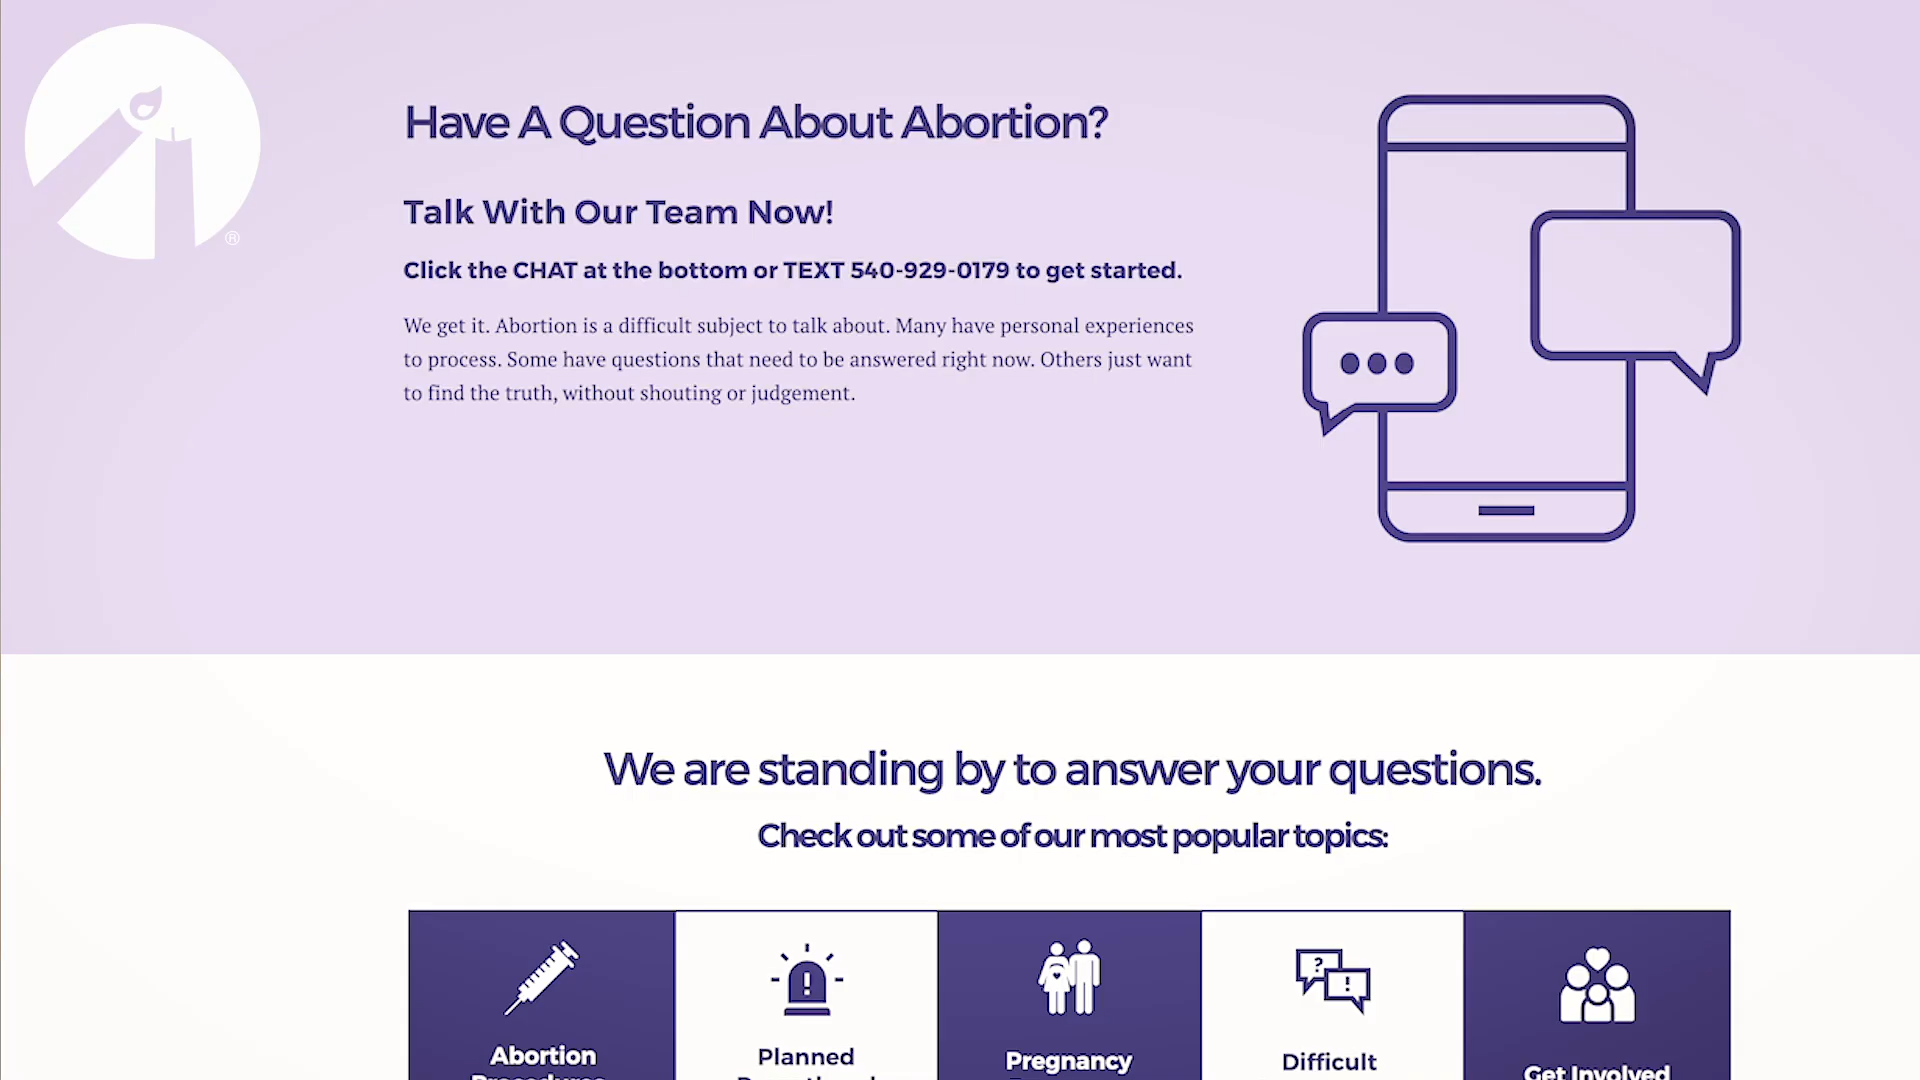 Have A Question About Abortion?
Talk With Our Team Now!
Click the CHAT at the bottom or TEXT 540-929-0179 to get started.
We get it. Abortion is a difficult subject to talk about. Many have personal experiences
to process. Some have questions that need to be answered right now. Others just want
to find the truth, without shouting or judgement.
®
We are standing by to answer your questions.
Check out some of our most popular topics:
Abortion
Planned
Pregnancy
Difficult
Get Involved